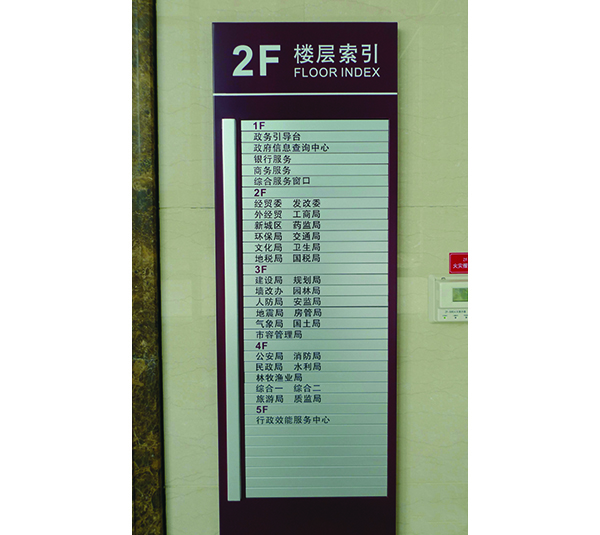 2F 楼层索引
FLOOR INDEX
1F
政务引导台
政府信息查询中心
银行服务
商务服务
综合服务窗口
2F
经贸委 发改委
外经贸 工商局
新城区 药监局
环保局 交通局
文化局 卫生局
地税局 国税局
3F
建设局 规划局
墙改办 园林局
人防局 安监局
地震局 房管局
气象局 国土局
市容管理局
4F
公安局 消防局
民政局 水利局
林牧渔业局
综合一 综合二
旅游局 质监局
5F
行政效能服务中心